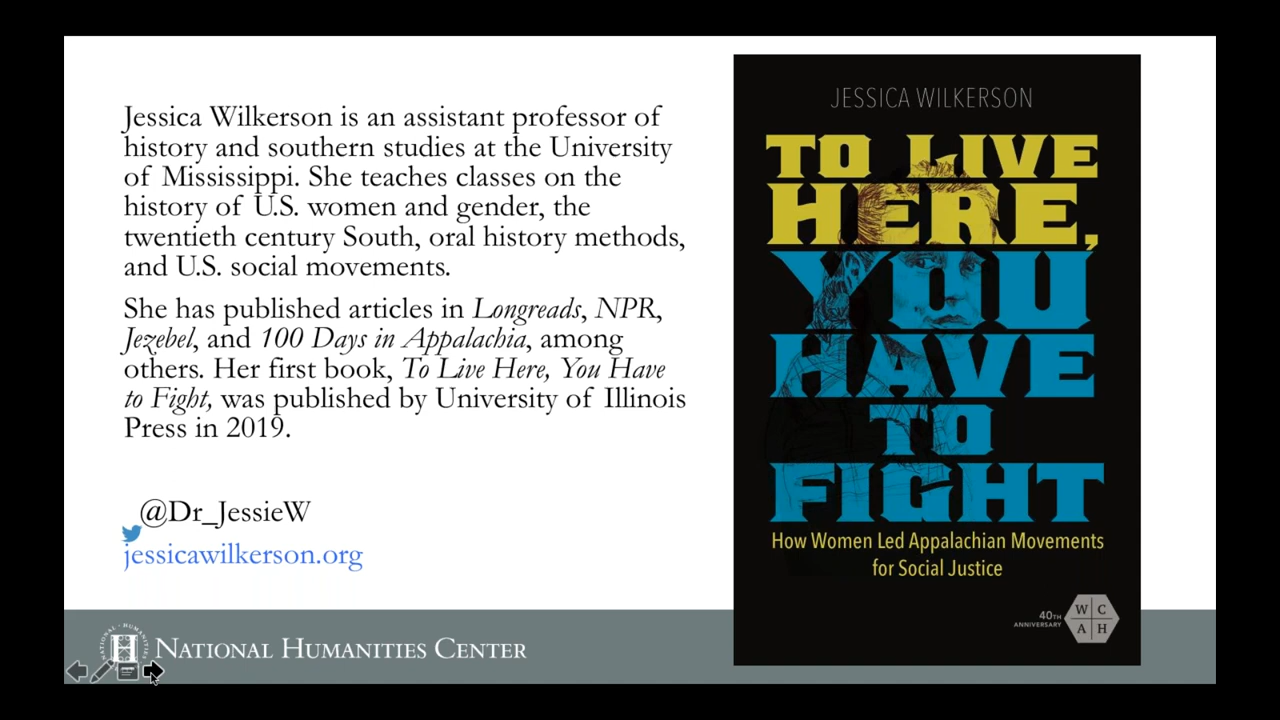 Jessica Wilkerson is an assistant professor of
history and southern studies at the University
of Mississippi. She teaches classes on the
history of U.S. women and gender, the
twentieth century South, oral history methods,
and U.S. social movements.
She has published articles in Longreads, NPR,
Jezebel, and 100 Days in Appalachia, among
others. Her first book, To Live Here, You Have
to Fight, was published by University of Illinois
Press in 2019.
@Dr_JessieW
jessicawilkerson.org
JESSICA WILKERSON
TO LIVE
HERE,
YOU
HAVE
TO
FIGHT
How Women Led Appalachian Movements
for Social Justice
40TH
ANNIVERSARY
W C
A H
NATIONAL HUMANITIES CENTER